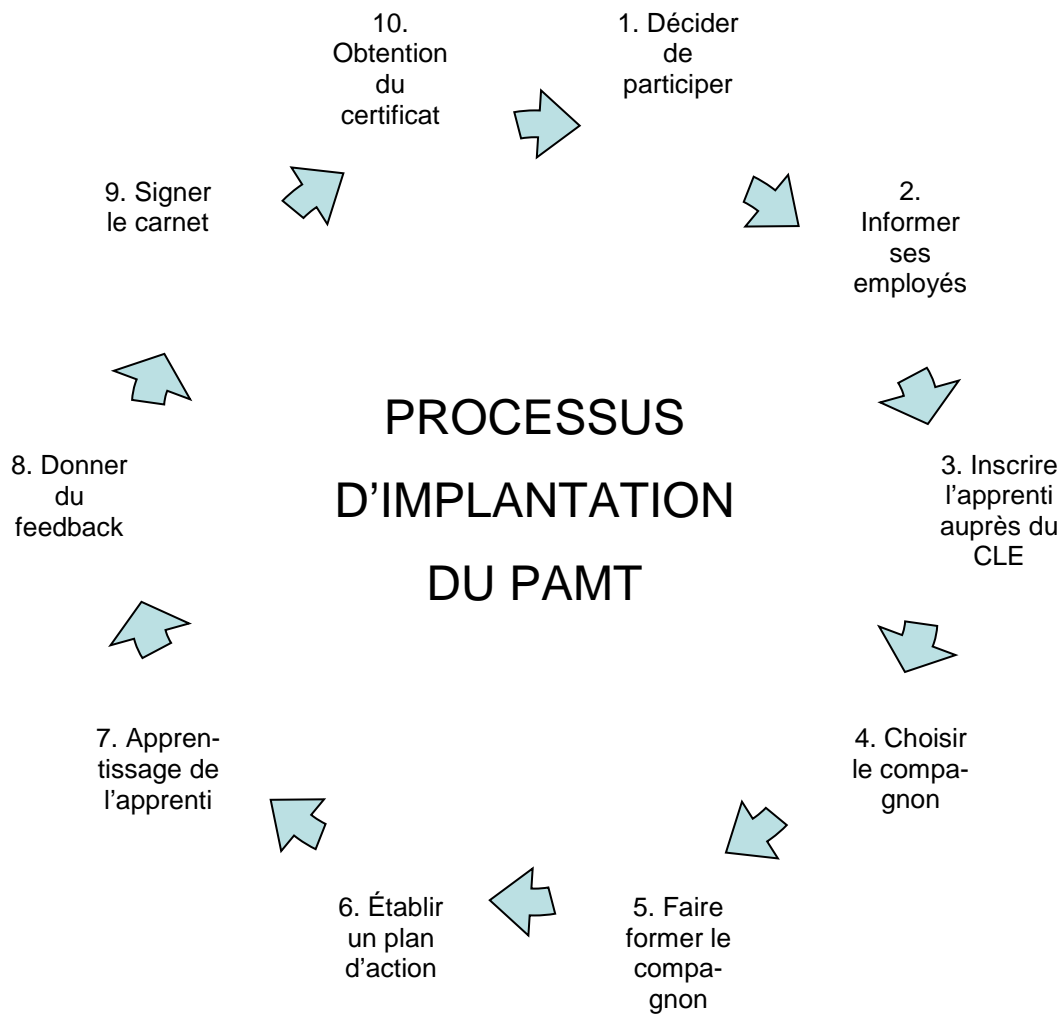 10.
Obtention
du
certificat
1. Décider
de
participer
2.
Informer
ses
employés
3. Inscrire
l'apprenti
auprès du
CLE
4. Choisir
le compa-
gnon
5. Faire
former le
compa-
gnon
6. Établir
un plan
d'action
7. Appren-
tissage de
l'apprenti
8. Donner
du
feedback
9. Signer
le carnet
PROCESSUS
D'IMPLANTATION
DU PAMT